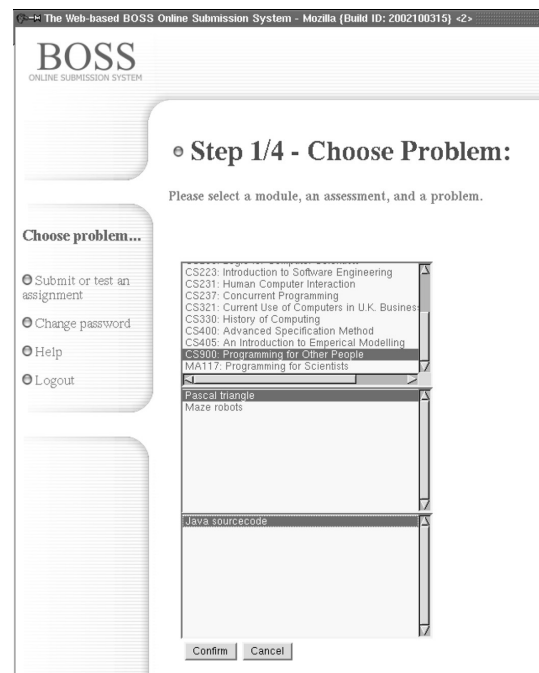 The Web-based BOSS Online Submission System - Mozilla {Build ID: 2002100315} <2>
BOSS
ONLINE SUBMISSION SYSTEM
Step 1/4 - Choose Problem:
Please select a module, an assessment, and a problem.
Choose problem...
Submit or test an
assignment
Change password
Help
Logout
CS223: Introduction to Software Engineering
CS231: Human Computer Interaction
CS237: Concurrent Programming
CS321: Current Use of Computers in U.K. Business
CS330: History of Computing
CS400: Advanced Specification Method
CS405: An Introduction to Emperical Modelling
CS900: Programming for Other People
MA117: Programming for Scientists
Pascal triangle
Maze robots
Java sourcecode
Confirm Cancel